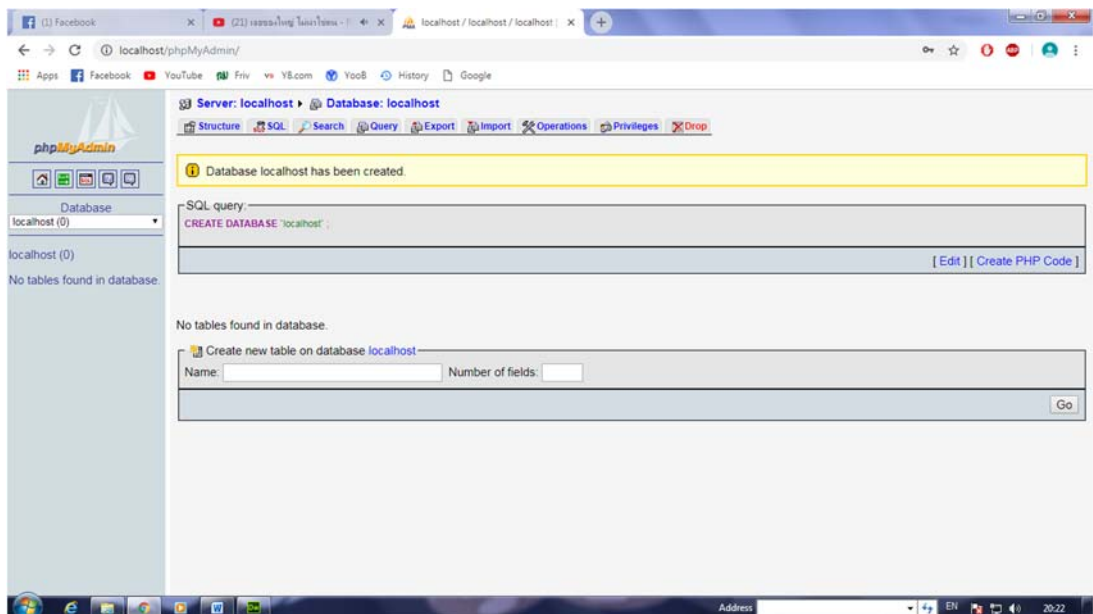 (1) Facebook
(21)
localhost / localhost / localhost |
localhost/phpMyAdmin/
Apps Facebook YouTube Friv Y8.com Yoo8 History Google
phpMyAdmin
Database
localhost (0)
localhost (0)
No tables found in database.
Server: localhost Database: localhost
Structure SQL Search Query Export Import Operations Privileges Drop
Database localhost has been created.
SQL query:
CREATE DATABASE `localhost` ;
[ Edit ] [ Create PHP Code ]
No tables found in database.
Create new table on database localhost
Name: Number of fields:
Go
Address EN 20:22